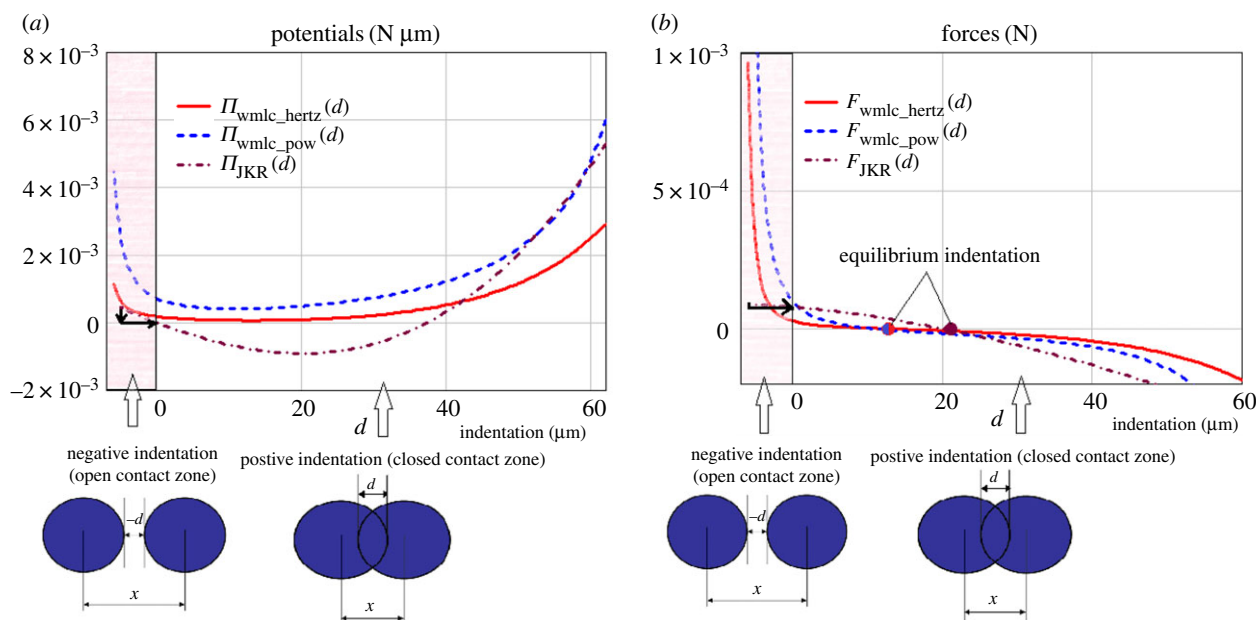 (a)
potentials (N µm)
8 × 10⁻³
6 × 10⁻³
4 × 10⁻³
2 × 10⁻³
0
−2 × 10⁻³
Π_wmlc_hertz(d)
Π_wmlc_pow(d)
Π_JKR(d)
0
20
40
60
d
indentation (µm)
negative indentation
(open contact zone)
postive indentation (closed contact zone)
−d
x
d
x
(b)
forces (N)
1 × 10⁻³
5 × 10⁻⁴
0
F_wmlc_hertz(d)
F_wmlc_pow(d)
F_JKR(d)
equilibrium indentation
0
20
40
60
d
indentation (µm)
negative indentation
(open contact zone)
postive indentation (closed contact zone)
−d
x
d
x